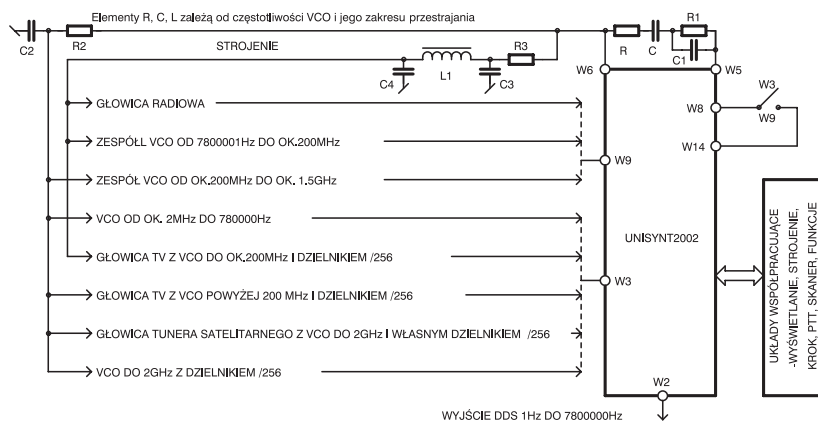 Elementy R, C, L zależą od częstotliwości VCO i jego zakresu przestrajania
C2
R2
STROJENIE
R3
R
C
R1
C1
C4
L1
C3
W6
W5
W3
W8
W9
W14
GŁOWICA RADIOWA
ZESPÓŁL VCO OD 7800001Hz DO OK.200MHz
W9
ZESPÓŁ VCO OD OK.200MHz DO OK. 1.5GHz
VCO OD OK. 2MHz DO 780000Hz
UNISYNT2002
GŁOWICA TV Z VCO DO OK.200MHz I DZIELNIKIEM /256
W3
GŁOWICA TV Z VCO POWYŻEJ 200 MHz I DZIELNIKIEM /256
GŁOWICA TUNERA SATELITARNEGO Z VCO DO 2GHz I WŁASNYM DZIELNIKIEM /256
VCO DO 2GHz Z DZIELNIKIEM /256
W2
WYJŚCIE DDS 1Hz DO 7800000Hz
UKŁADY WSPÓŁPRACUJĄCE
-WYŚWIETLANIE, STROJENIE,
KROK, PTT, SKANER, FUNKCJE